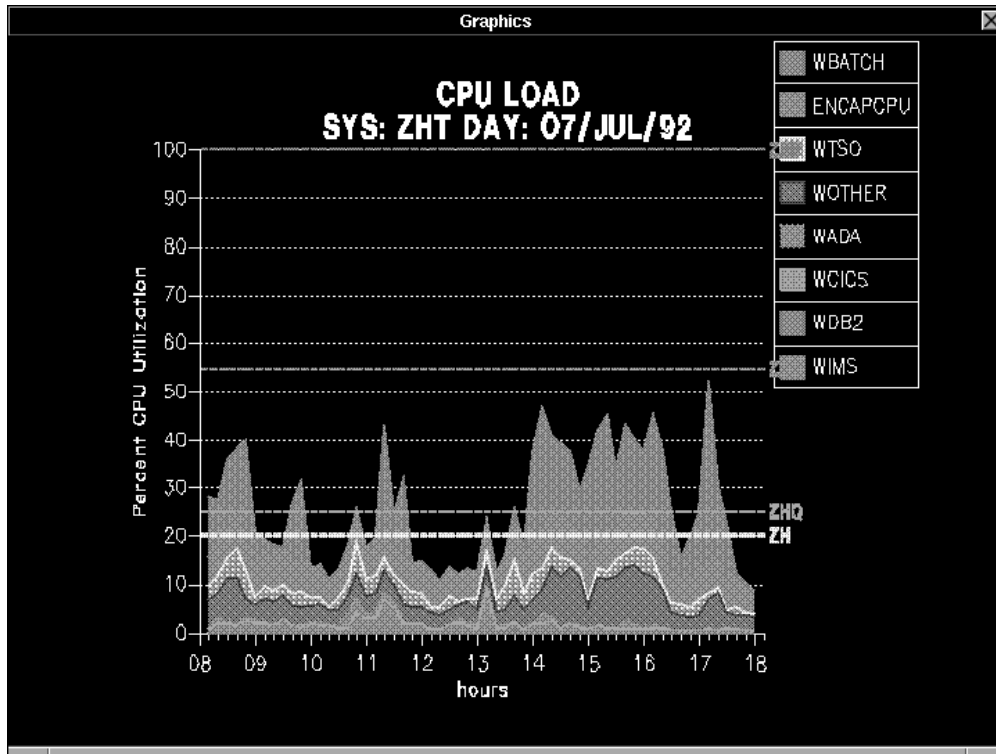 Graphics
CPU LOAD
SYS: ZHT DAY: 07/JUL/92
WBATCH
ENCAPCPU
WTSO
WOTHER
WADA
WCICS
WDB2
WIMS
Percent CPU Utilization
100
90
80
70
60
50
40
30
20
10
0
ZHQ
ZH
08 09 10 11 12 13 14 15 16 17 18
hours